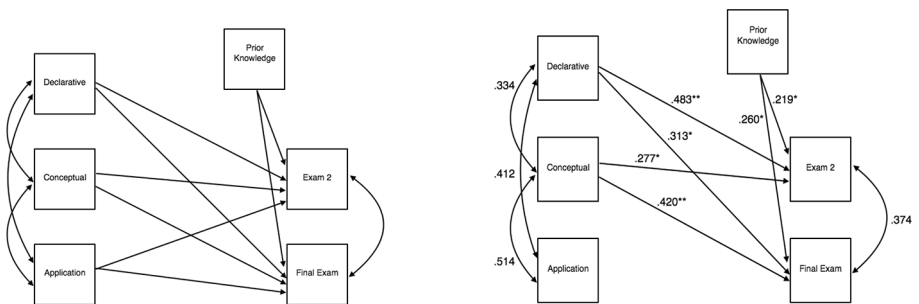 Prior
Knowledge
Declarative
Conceptual
Exam 2
Application
Final Exam
Prior
Knowledge
Declarative
.334
.483**
.219*
.260*
.313*
Conceptual
.277*
Exam 2
.412
.420**
.374
.514
Application
Final Exam